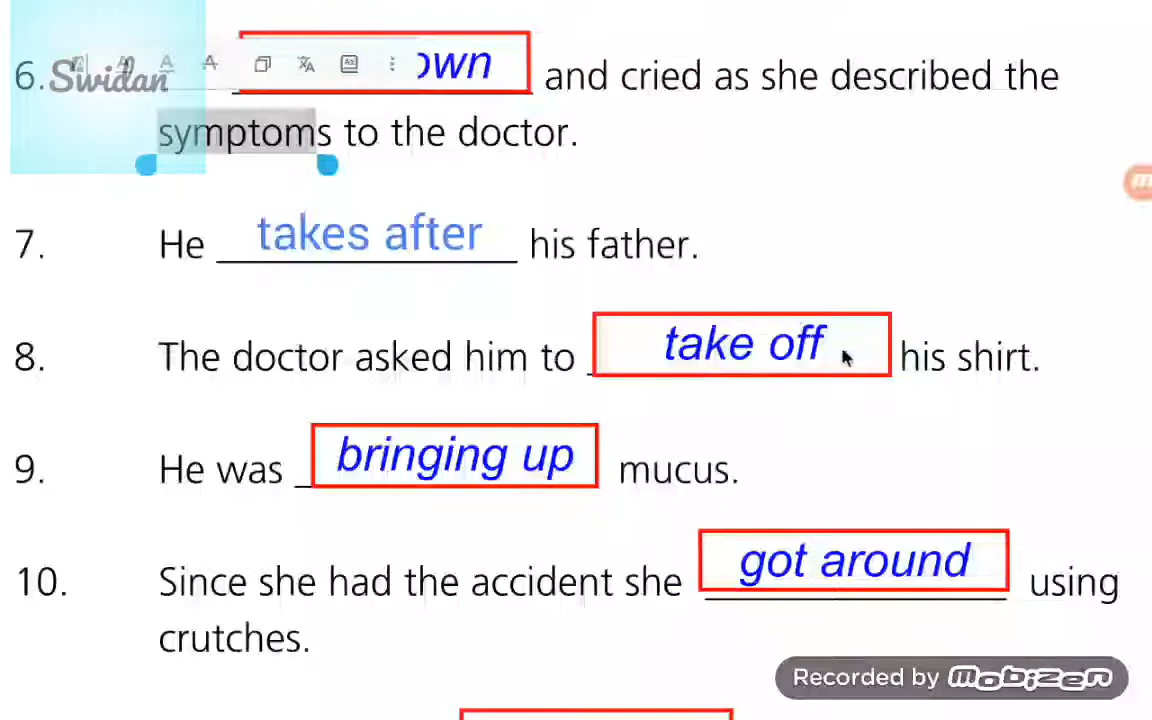 6. own and cried as she described the
Swidan
symptoms to the doctor.
7. He takes after his father.
8. The doctor asked him to take off his shirt.
9. He was bringing up mucus.
10. Since she had the accident she got around using
crutches.
Recorded by mobizen